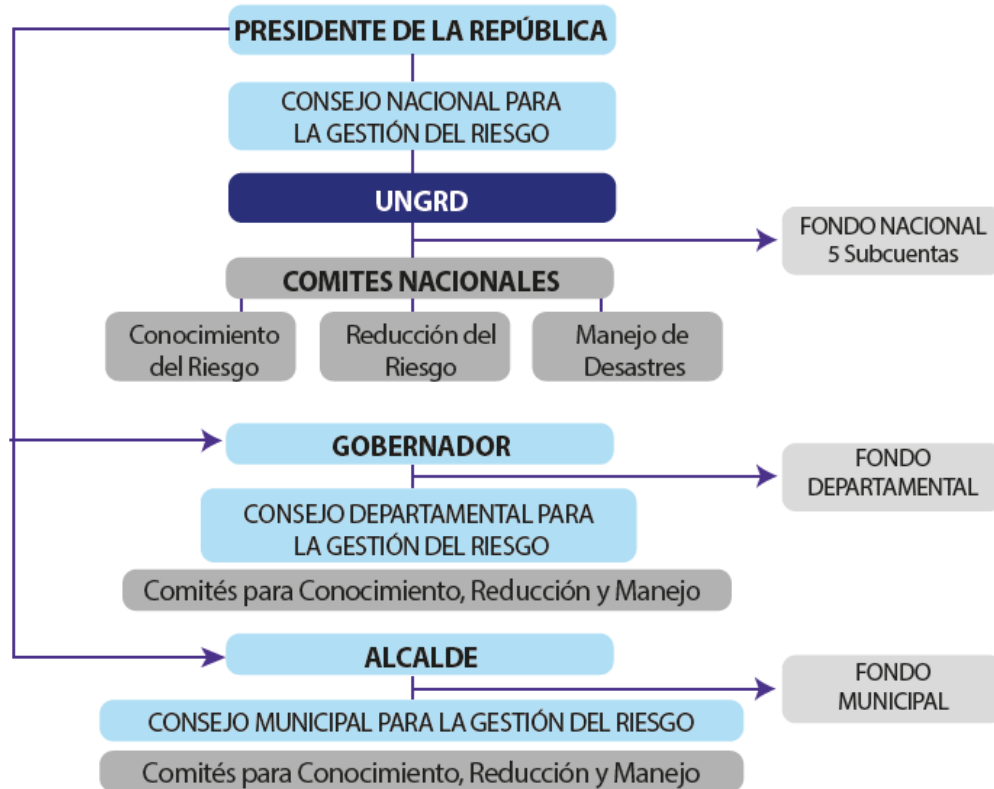 PRESIDENTE DE LA REPÚBLICA
CONSEJO NACIONAL PARA
LA GESTIÓN DEL RIESGO
UNGRD
FONDO NACIONAL
5 Subcuentas
COMITES NACIONALES
Conocimiento
del Riesgo
Reducción del
Riesgo
Manejo de
Desastres
GOBERNADOR
FONDO
DEPARTAMENTAL
CONSEJO DEPARTAMENTAL PARA
LA GESTIÓN DEL RIESGO
Comités para Conocimiento, Reducción y Manejo
ALCALDE
FONDO
MUNICIPAL
CONSEJO MUNICIPAL PARA LA GESTIÓN DEL RIESGO
Comités para Conocimiento, Reducción y Manejo